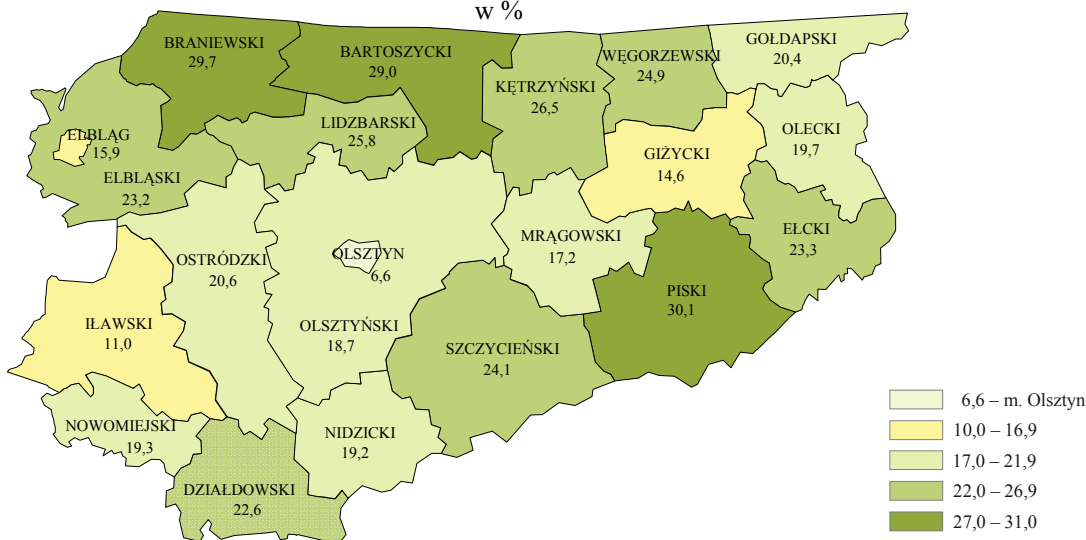 w %
BRANIEWSKI
29,7
BARTOSZYCKI
29,0
KĘTRZYŃSKI
26,5
WĘGORZEWSKI
24,9
GOŁDAPSKI
20,4
ELBLĄG
15,9
LIDZBARSKI
25,8
GIŻYCKI
14,6
OLECKI
19,7
ELBLĄSKI
23,2
OSTRÓDZKI
20,6
OLSZTYN
6,6
MRĄGOWSKI
17,2
EŁCKI
23,3
PISKI
30,1
IŁAWSKI
11,0
OLSZTYŃSKI
18,7
SZCZYCIEŃSKI
24,1
NOWOMIEJSKI
19,3
NIDZICKI
19,2
DZIAŁDOWSKI
22,6
6,6 – m. Olsztyn
10,0 – 16,9
17,0 – 21,9
22,0 – 26,9
27,0 – 31,0